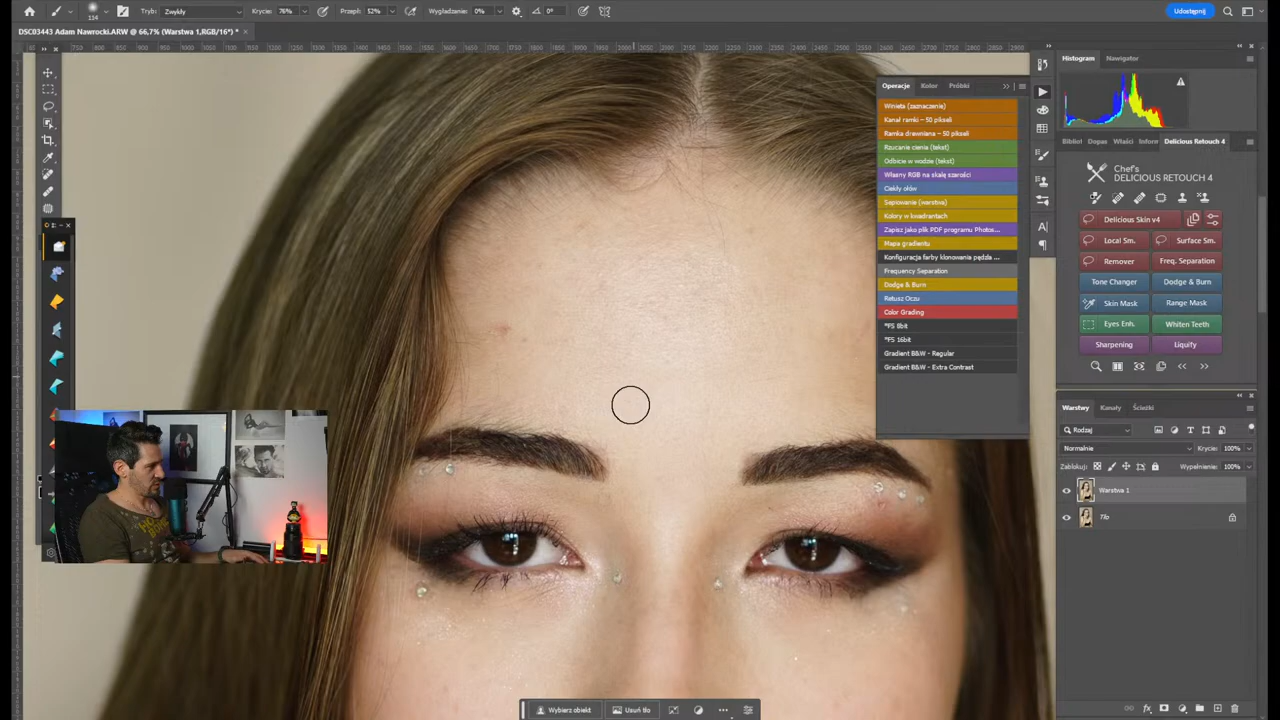 134
Tryb: Zwykły
Krycie: 76%
Przepł.: 52%
Wygładzanie: 0%
0°
Udostępnij
DSC03443 Adam Nawrocki.ARW @ 66,7% (Warstwa 1,RGB/16*) *
Histogram
Nawigator
Operacje
Kolor
Próbki
Winieta (zaznaczenie)
Kanał ramki – 50 pikseli
Ramka drewniana – 50 pikseli
Rzucanie cienie (tekst)
Odbicie w wodzie (tekst)
Własny RGB na skalę szarości
Ciekły ołów
Sepiowanie (warstwa)
Kolory w kwadrantach
Zapisz jako plik PDF programu Photos...
Mapa gradientu
Konfiguracja farby klonowania pędzla ...
Frequency Separation
Dodge & Burn
Retusz Oczu
Color Grading
*FS 8bit
*FS 16bit
Gradient B&W - Regular
Gradient B&W - Extra Contrast
Bibliot
Dopas
Właści
Inform
Delicious Retouch 4
Chef's
DELICIOUS RETOUCH 4
Delicious Skin v4
Local Sm.
Surface Sm.
Remover
Freq. Separation
Tone Changer
Dodge & Burn
Skin Mask
Range Mask
Eyes Enh.
Whiten Teeth
Sharpening
Liquify
Warstwy
Kanały
Ścieżki
Rodzaj
Normalnie
Krycie: 100%
Zablokuj:
Wypełnienie: 100%
Warstwa 1
Tło
Wybierz obiekt
Usuń tło